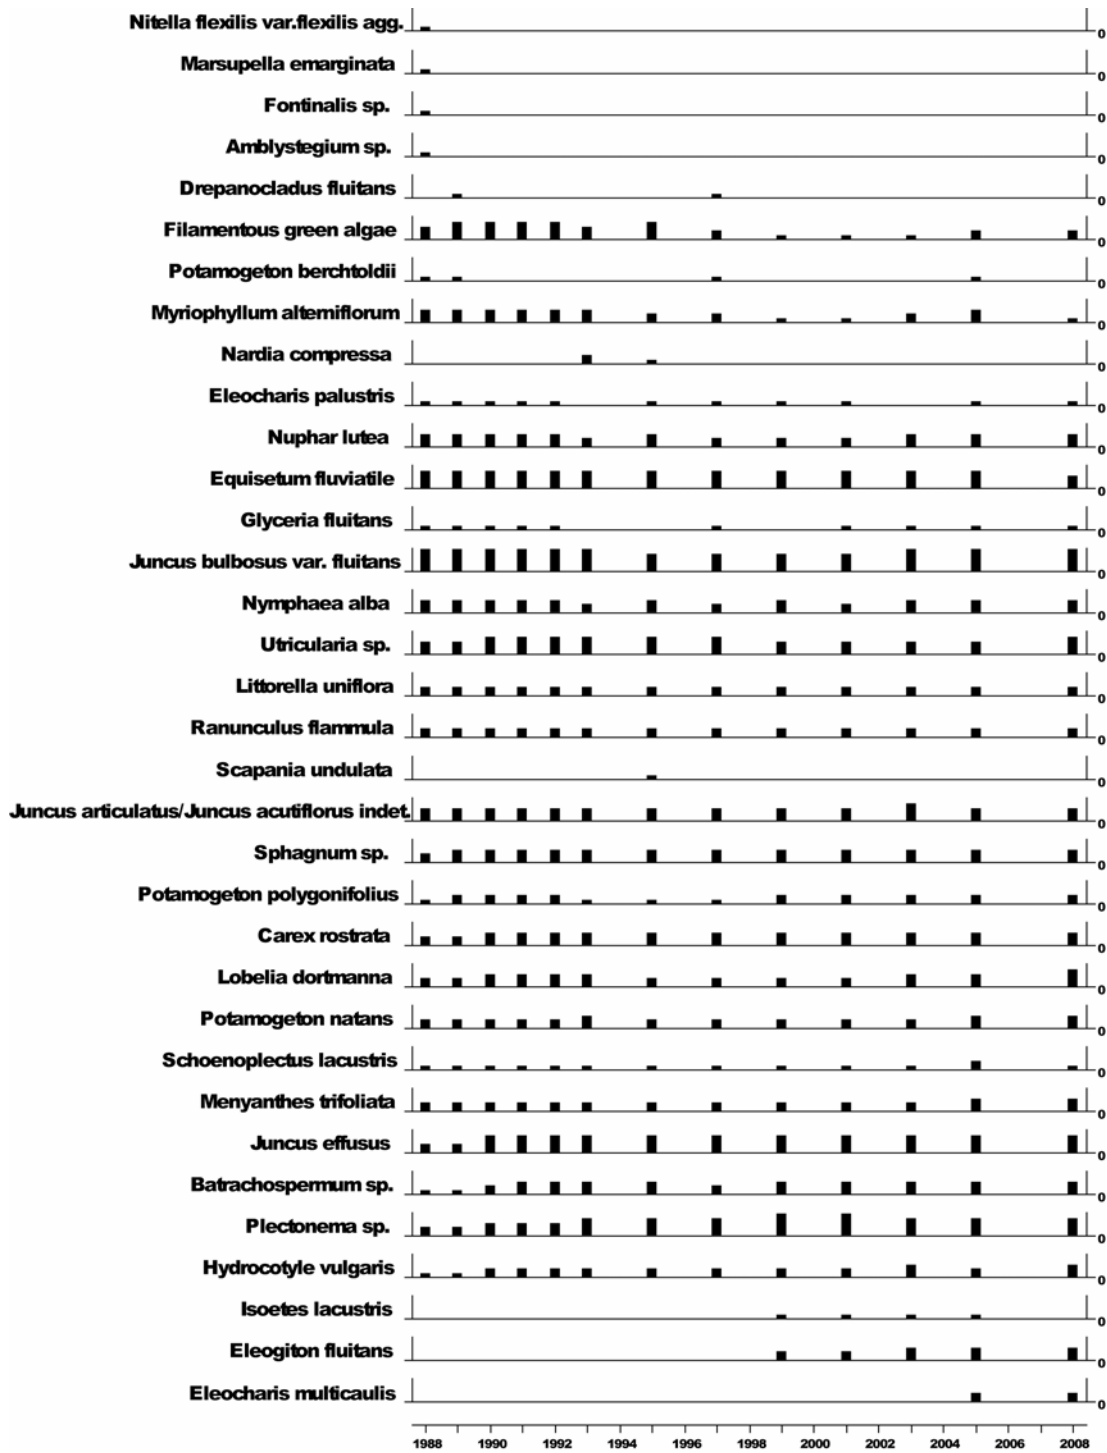 Nitella flexilis var.flexilis agg. 0
Marsupella emarginata 0
Fontinalis sp. 0
Amblystegium sp. 0
Drepanocladus fluitans 0
Filamentous green algae 0
Potamogeton berchtoldii 0
Myriophyllum alterniflorum 0
Nardia compressa 0
Eleocharis palustris 0
Nuphar lutea 0
Equisetum fluviatile 0
Glyceria fluitans 0
Juncus bulbosus var. fluitans 0
Nymphaea alba 0
Utricularia sp. 0
Littorella uniflora 0
Ranunculus flammula 0
Scapania undulata 0
Juncus articulatus/Juncus acutiflorus indet. 0
Sphagnum sp. 0
Potamogeton polygonifolius 0
Carex rostrata 0
Lobelia dortmanna 0
Potamogeton natans 0
Schoenoplectus lacustris 0
Menyanthes trifoliata 0
Juncus effusus 0
Batrachospermum sp. 0
Plectonema sp. 0
Hydrocotyle vulgaris 0
Isoetes lacustris 0
Eleogiton fluitans 0
Eleocharis multicaulis 0
1988 1990 1992 1994 1996 1998 2000 2002 2004 2006 2008